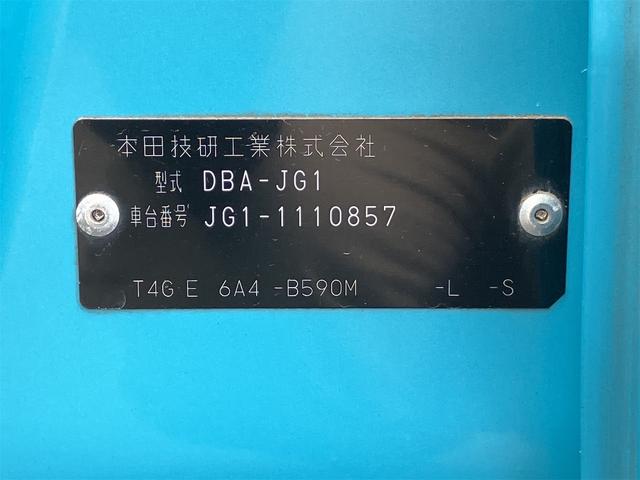 本田技研工業株式会社
型式 DBA-JG1
車台番号 JG1-1110857
T4G E 6A4 -B590M -L -S